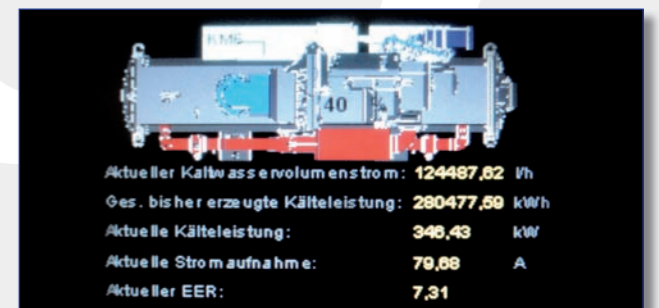 KM6
40 %
Aktueller Kaltwasservolumenstrom: 124487,62 l/h
Ges. bisher erzeugte Kälteleistung: 280477,59 kWh
Aktuelle Kälteleistung: 346,43 kW
Aktuelle Stromaufnahme: 79,68 A
Aktueller EER: 7,31